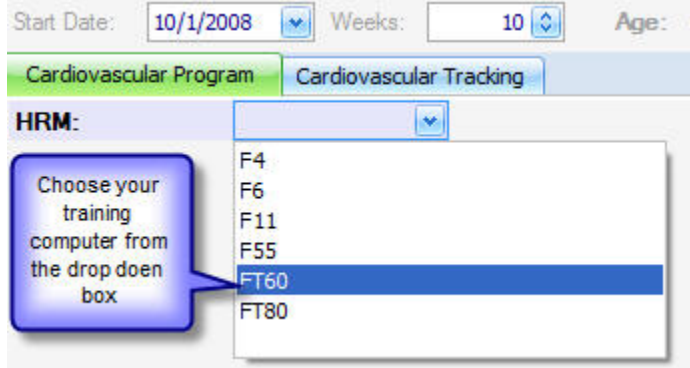 Start Date: 10/1/2008 Weeks: 10 Age:
Cardiovascular Program Cardiovascular Tracking
HRM:
F4
F6
F11
F55
FT60
FT80
Choose your
training
computer from
the drop doen
box